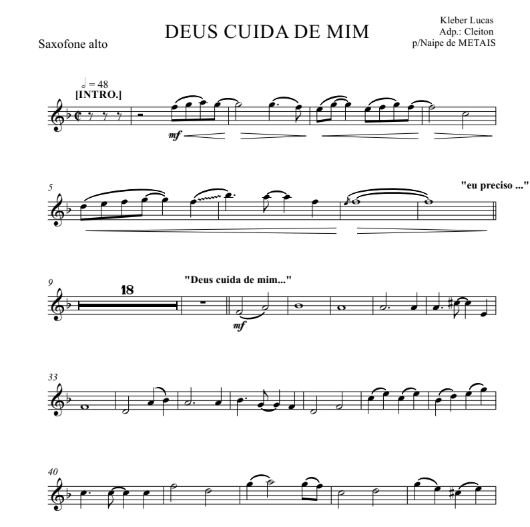 DEUS CUIDA DE MIM
Kleber Lucas
Adp.: Cleiton
p/Naipe de METAIS
Saxofone alto
𝅗𝅥 = 48
[INTRO.]
mf
5
"eu preciso ..."
9
18
"Deus cuida de mim..."
mf
33
40